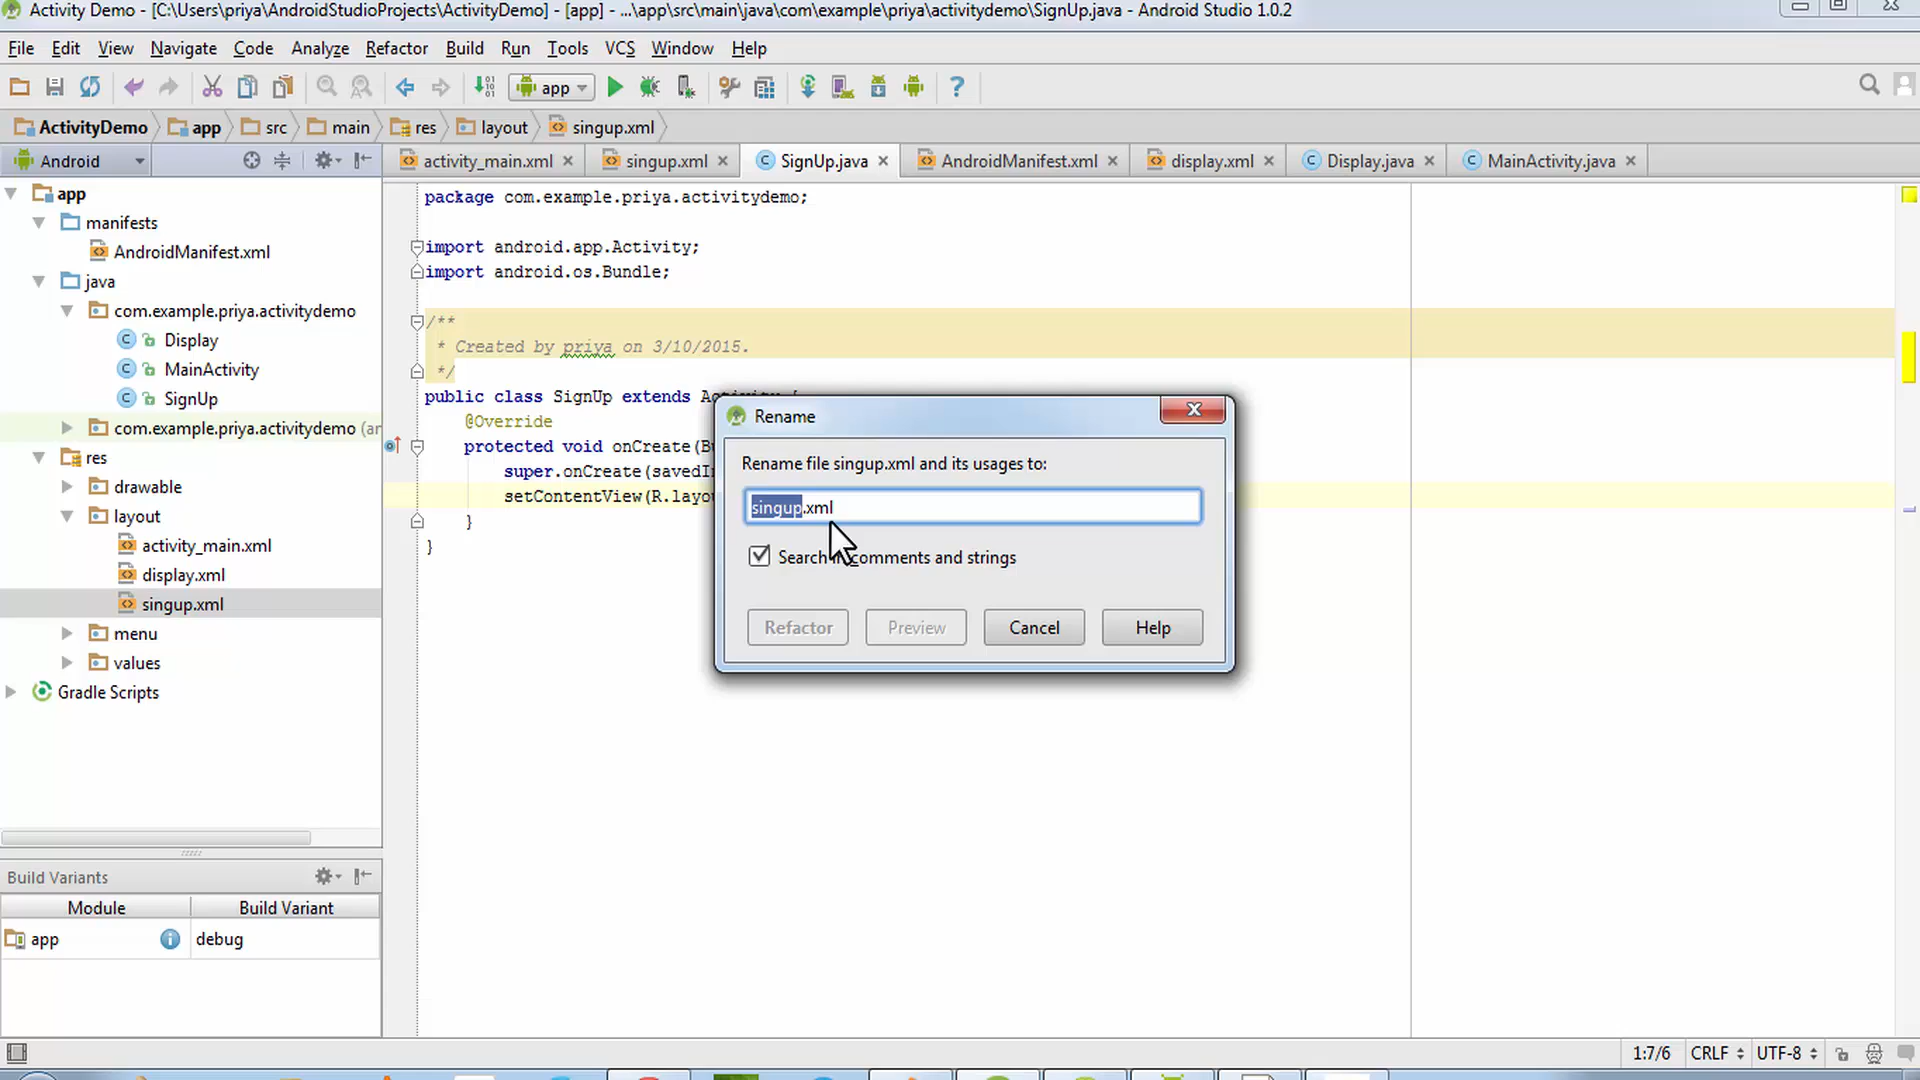 Activity Demo - [C:\Users\priya\AndroidStudioProjects\ActivityDemo] - [app] - ...\app\src\main\java\com\example\priya\activitydemo\SignUp.java - Android Studio 1.0.2
File Edit View Navigate Code Analyze Refactor Build Run Tools VCS Window Help
app
ActivityDemo app src main res layout singup.xml
Android
activity_main.xml singup.xml SignUp.java AndroidManifest.xml display.xml Display.java MainActivity.java
app
manifests
AndroidManifest.xml
java
com.example.priya.activitydemo
Display
MainActivity
SignUp
com.example.priya.activitydemo (ar
res
drawable
layout
activity_main.xml
display.xml
singup.xml
menu
values
Gradle Scripts
package com.example.priya.activitydemo;
import android.app.Activity;
import android.os.Bundle;
/**
* Created by priya on 3/10/2015.
*/
public class SignUp extends Activity {
@Override
protected void onCreate(B
super.onCreate(savedI
setContentView(R.layou
}
}
Rename
Rename file singup.xml and its usages to:
singup.xml
Search in comments and strings
Refactor Preview Cancel Help
Build Variants
Module Build Variant
app debug
1:7/6 CRLF UTF-8